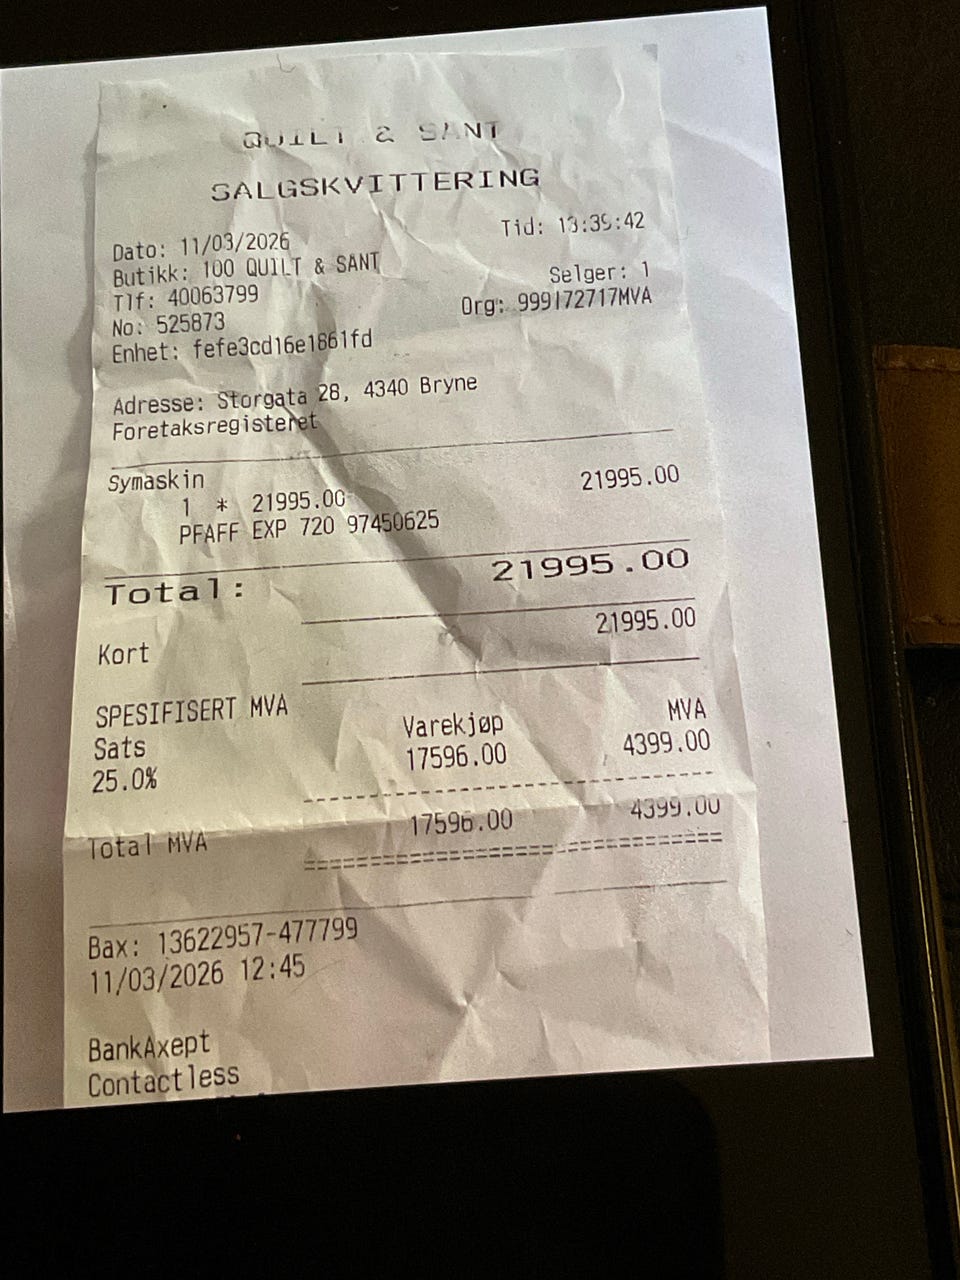 QUILT & SANT
SALGSKVITTERING
Dato: 11/03/2026 Tid: 13:39:42
Butikk: 100 QUILT & SANT
Tlf: 40063799 Selger: 1
No: 525873 Org: 999172717MVA
Enhet: fefe3cd16e1861fd
Adresse: Storgata 28, 4340 Bryne
Foretaksregisteret
Symaskin 21995.00
1 * 21995.00
PFAFF EXP 720 97450625
Total: 21995.00
Kort 21995.00
SPESIFISERT MVA
Sats Varekjøp MVA
25.0% 17596.00 4399.00
Total MVA 17596.00 4399.00
Bax: 13622957-477799
11/03/2026 12:45
BankAxept
Contactless